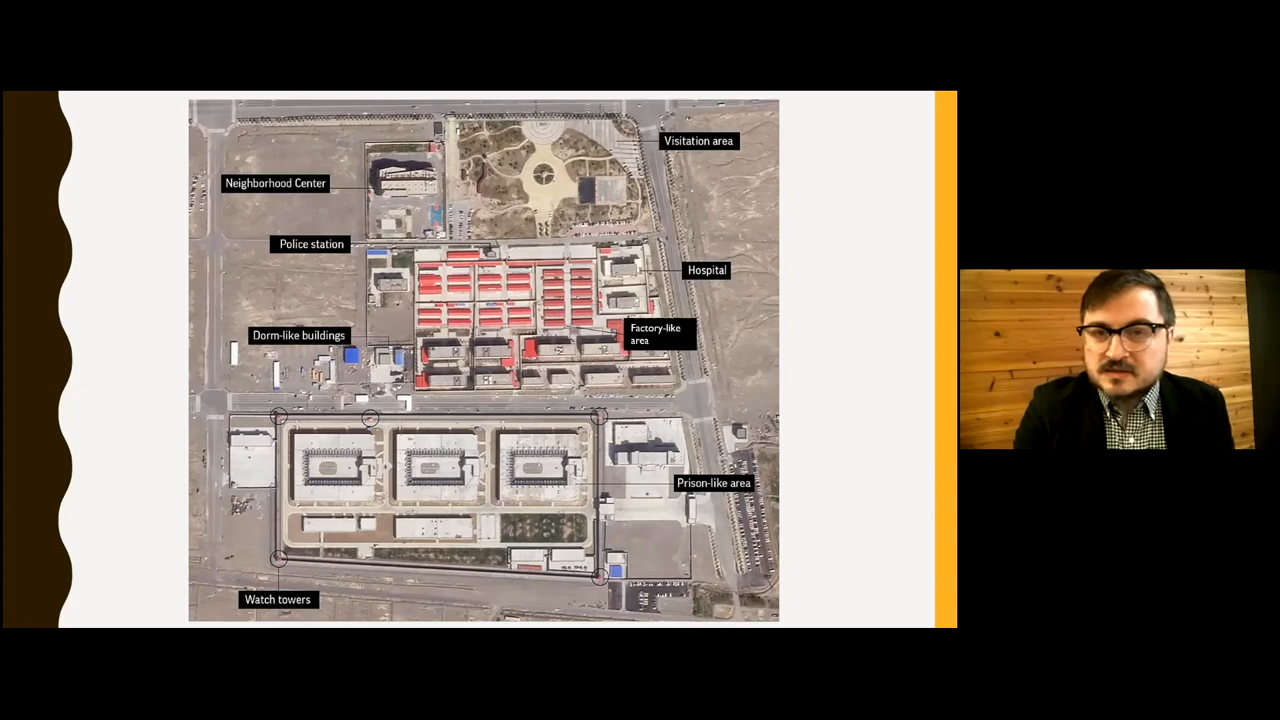 Visitation area
Neighborhood Center
Police station
Hospital
Factory-like
area
Dorm-like buildings
Prison-like area
Watch towers